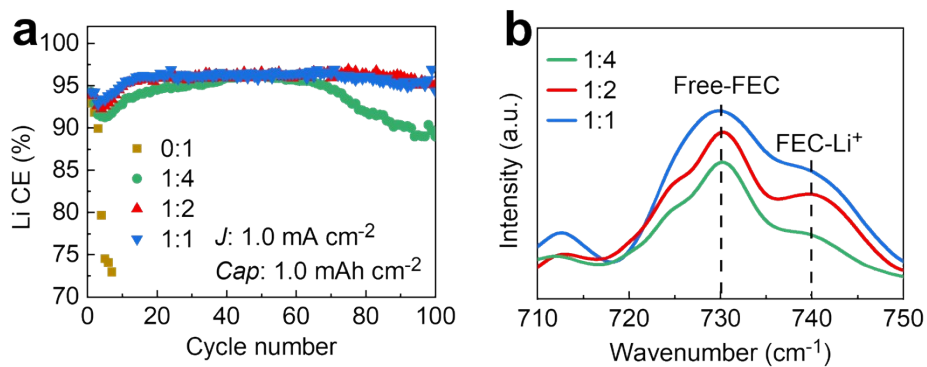 a
100
95
90
85
80
75
70
Li CE (%)
0:1
1:4
1:2
1:1
J: 1.0 mA cm⁻²
Cap: 1.0 mAh cm⁻²
0 20 40 60 80 100
Cycle number
b
1:4
1:2
1:1
Free-FEC
FEC-Li⁺
Intensity (a.u.)
710 720 730 740 750
Wavenumber (cm⁻¹)